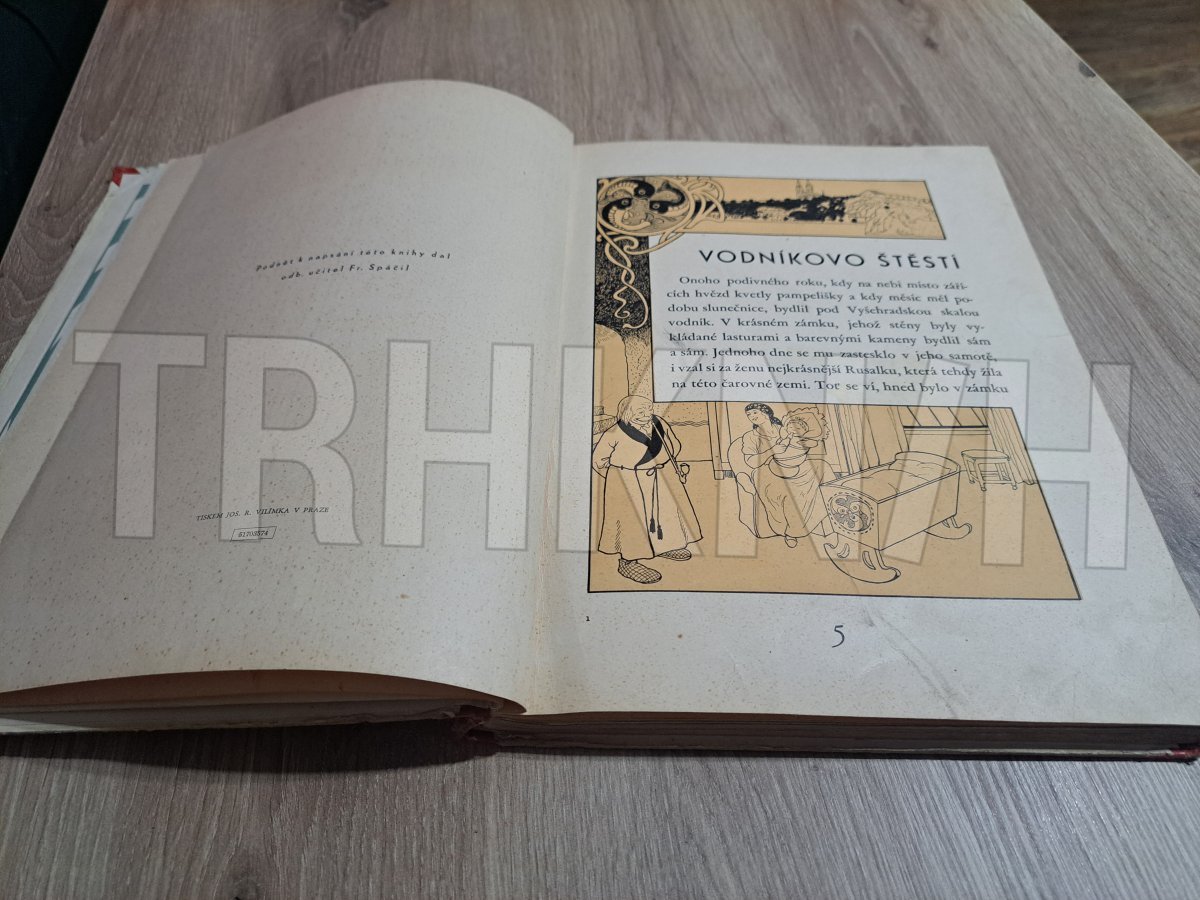 Podnět k napsání této knihy dal
odb. učitel Fr. Spáčil
TISKEM JOS. R. VILÍMKA V PRAZE
51703574
VODNÍKOVO ŠTĚSTÍ
Onoho podivného roku, kdy na nebi místo září-
cích hvězd kvetly pampelišky a kdy měsíc měl po-
dobu slunečnice, bydlil pod Vyšehradskou skalou
vodník. V krásném zámku, jehož stěny byly vy-
kládané lasturami a barevnými kameny bydlil sám
a sám. Jednoho dne se mu zastesklo v jeho samotě,
i vzal si za ženu nejkrásnější Rusalku, která tehdy žila
na této čarovné zemi. Toť se ví, hned bylo v zámku
1
5
TRHKNIH